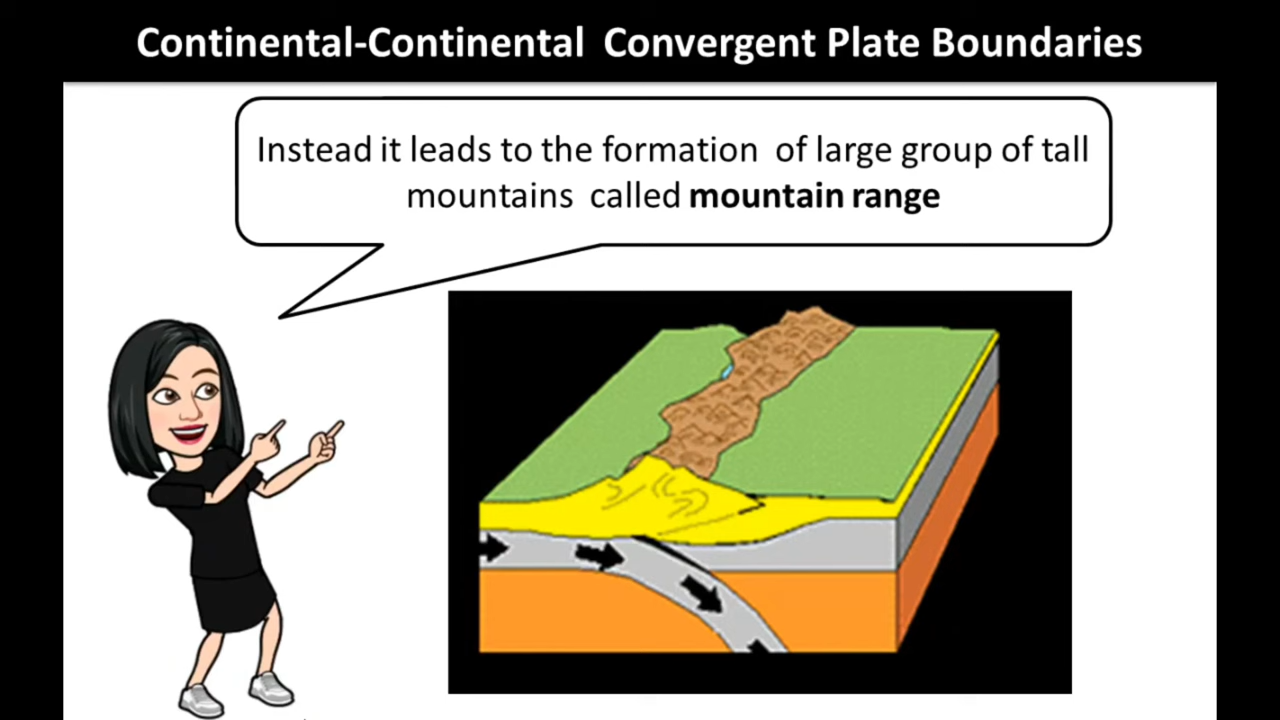 Continental-Continental Convergent Plate Boundaries
Instead it leads to the formation of large group of tall
mountains called mountain range